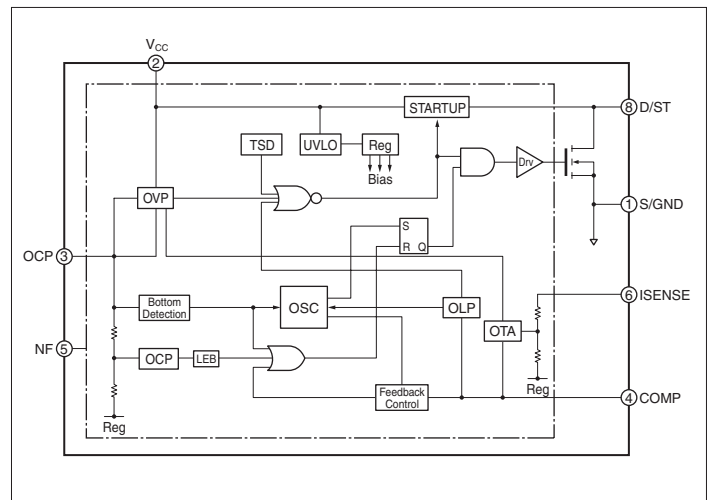 VCC
2
STARTUP
8 D/ST
TSD
UVLO
Reg
Drv
Bias
OVP
1 S/GND
S
R Q
OCP 3
6 ISENSE
Bottom
Detection
OSC
OLP
OTA
NF 5
OCP
LEB
Feedback
Control
Reg
4 COMP
Reg